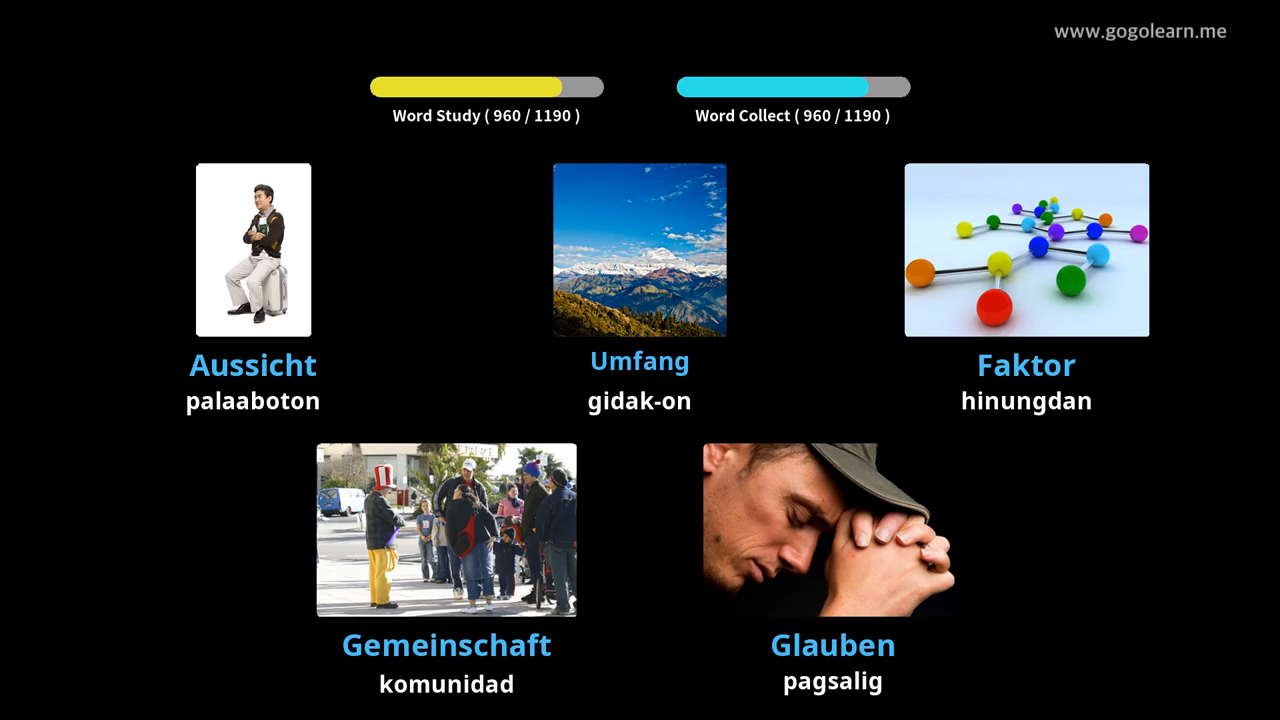 www.gogolearn.me
Word Study ( 960 / 1190 )
Word Collect ( 960 / 1190 )
Aussicht
palaaboton
Umfang
gidak-on
Faktor
hinungdan
Gemeinschaft
komunidad
Glauben
pagsalig